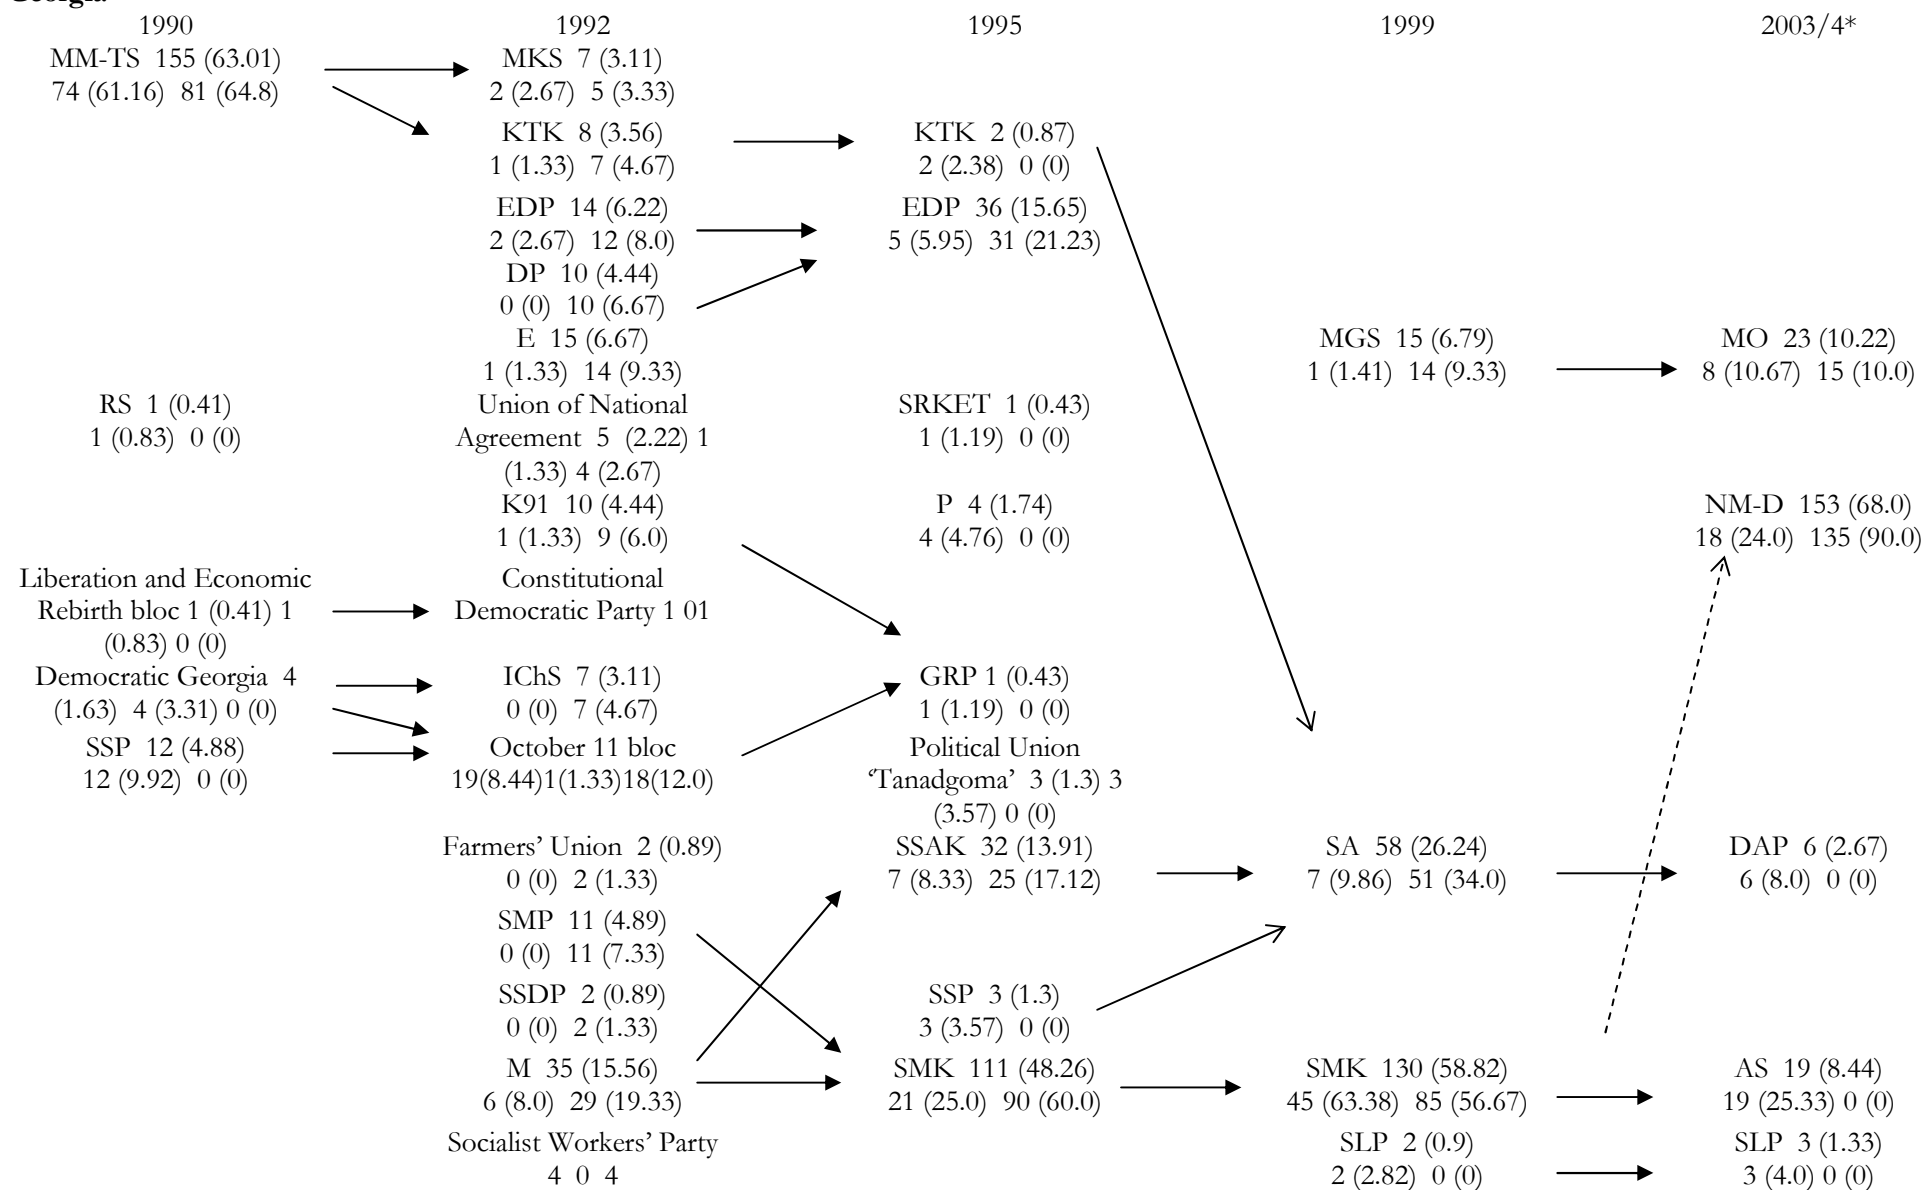 Georgia
1990
MM-TS 155 (63.01)
74 (61.16) 81 (64.8)
RS 1 (0.41)
1 (0.83) 0 (0)
Liberation and Economic
Rebirth bloc 1 (0.41) 1
(0.83) 0 (0)
Democratic Georgia 4
(1.63) 4 (3.31) 0 (0)
SSP 12 (4.88)
12 (9.92) 0 (0)
1992
MKS 7 (3.11)
2 (2.67) 5 (3.33)
KTK 8 (3.56)
1 (1.33) 7 (4.67)
EDP 14 (6.22)
2 (2.67) 12 (8.0)
DP 10 (4.44)
0 (0) 10 (6.67)
E 15 (6.67)
1 (1.33) 14 (9.33)
Union of National
Agreement 5 (2.22) 1
(1.33) 4 (2.67)
K91 10 (4.44)
1 (1.33) 9 (6.0)
Constitutional
Democratic Party 1 01
IChS 7 (3.11)
0 (0) 7 (4.67)
October 11 bloc
19(8.44)1(1.33)18(12.0)
Farmers’ Union 2 (0.89)
0 (0) 2 (1.33)
SMP 11 (4.89)
0 (0) 11 (7.33)
SSDP 2 (0.89)
0 (0) 2 (1.33)
M 35 (15.56)
6 (8.0) 29 (19.33)
Socialist Workers’ Party
4 0 4
1995
KTK 2 (0.87)
2 (2.38) 0 (0)
EDP 36 (15.65)
5 (5.95) 31 (21.23)
SRKET 1 (0.43)
1 (1.19) 0 (0)
P 4 (1.74)
4 (4.76) 0 (0)
GRP 1 (0.43)
1 (1.19) 0 (0)
Political Union
‘Tanadgoma’ 3 (1.3) 3
(3.57) 0 (0)
SSAK 32 (13.91)
7 (8.33) 25 (17.12)
SSP 3 (1.3)
3 (3.57) 0 (0)
SMK 111 (48.26)
21 (25.0) 90 (60.0)
1999
MGS 15 (6.79)
1 (1.41) 14 (9.33)
SA 58 (26.24)
7 (9.86) 51 (34.0)
SMK 130 (58.82)
45 (63.38) 85 (56.67)
SLP 2 (0.9)
2 (2.82) 0 (0)
2003/4*
MO 23 (10.22)
8 (10.67) 15 (10.0)
NM-D 153 (68.0)
18 (24.0) 135 (90.0)
DAP 6 (2.67)
6 (8.0) 0 (0)
AS 19 (8.44)
19 (25.33) 0 (0)
SLP 3 (1.33)
3 (4.0) 0 (0)